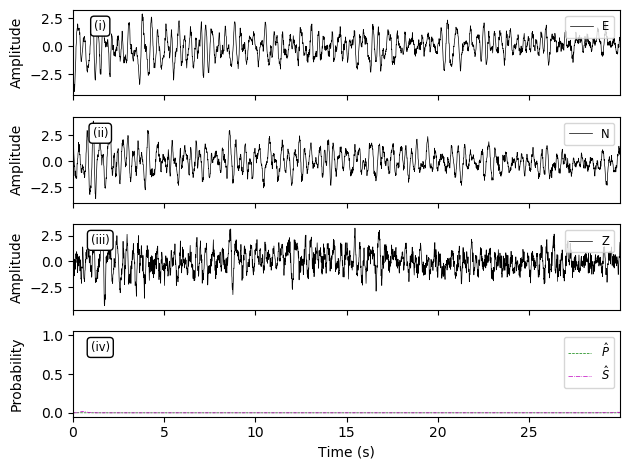 Amplitude
2.5
0.0
−2.5
(i)
E
Amplitude
2.5
0.0
−2.5
(ii)
N
Amplitude
2.5
0.0
−2.5
(iii)
Z
Probability
1.0
0.5
0.0
(iv)
P̂
Ŝ
0 5 10 15 20 25
Time (s)